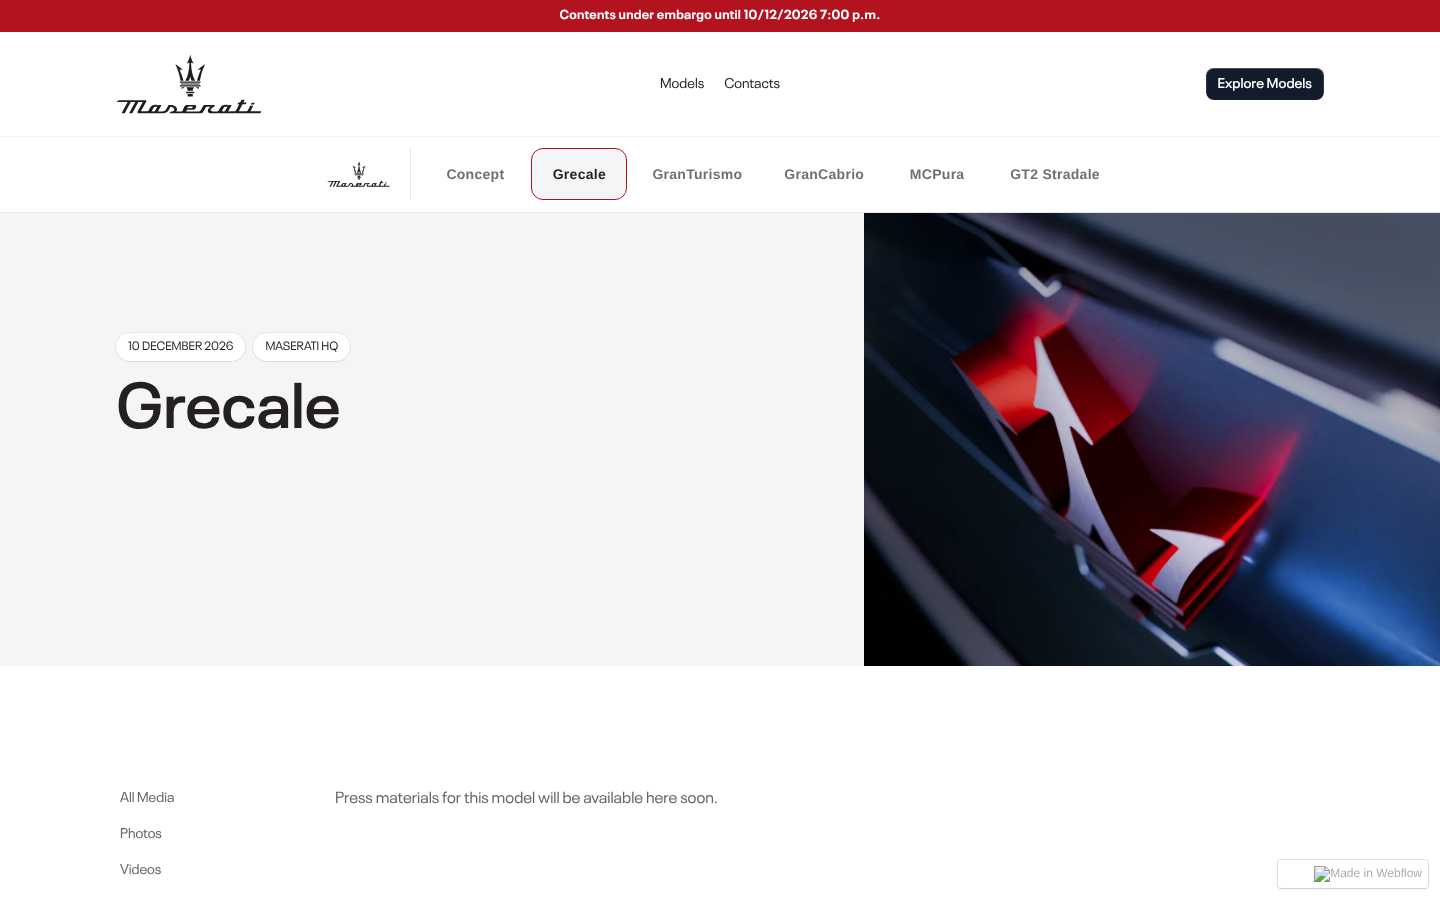 Contents under embargo until 10/12/2026 7:00 p.m.
Maserati
Models
Contacts
Explore Models
Maserati
Concept
Grecale
GranTurismo
GranCabrio
MCPura
GT2 Stradale
10 DECEMBER 2026
MASERATI HQ
Grecale
All Media
Press materials for this model will be available here soon.
Photos
Videos
Made in Webflow